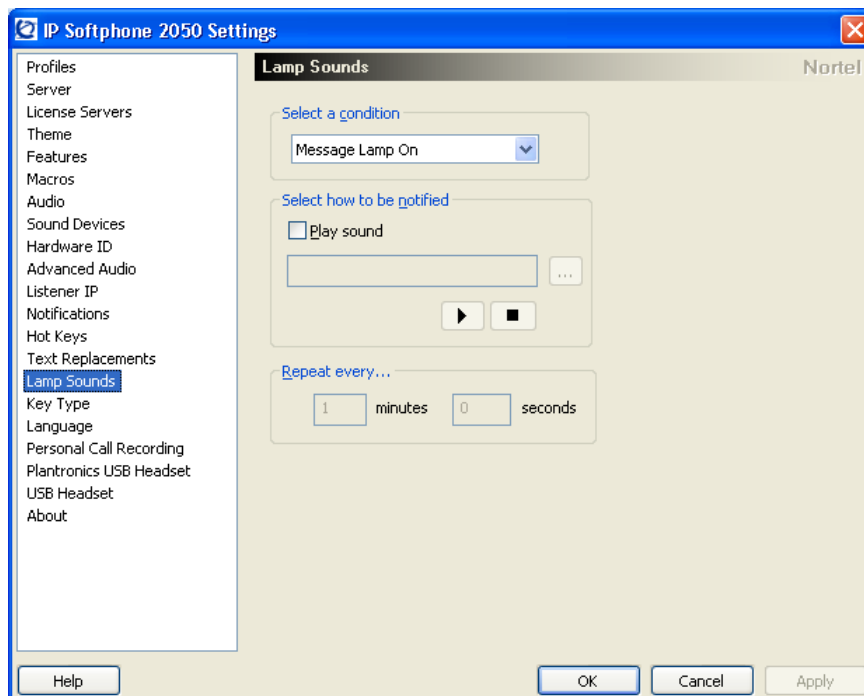 IP Softphone 2050 Settings
Profiles
Server
License Servers
Theme
Features
Macros
Audio
Sound Devices
Hardware ID
Advanced Audio
Listener IP
Notifications
Hot Keys
Text Replacements
Lamp Sounds
Key Type
Language
Personal Call Recording
Plantronics USB Headset
USB Headset
About
Lamp Sounds
Nortel
Select a condition
Message Lamp On
Select how to be notified
Play sound
...
Repeat every...
1 minutes 0 seconds
Help
OK
Cancel
Apply